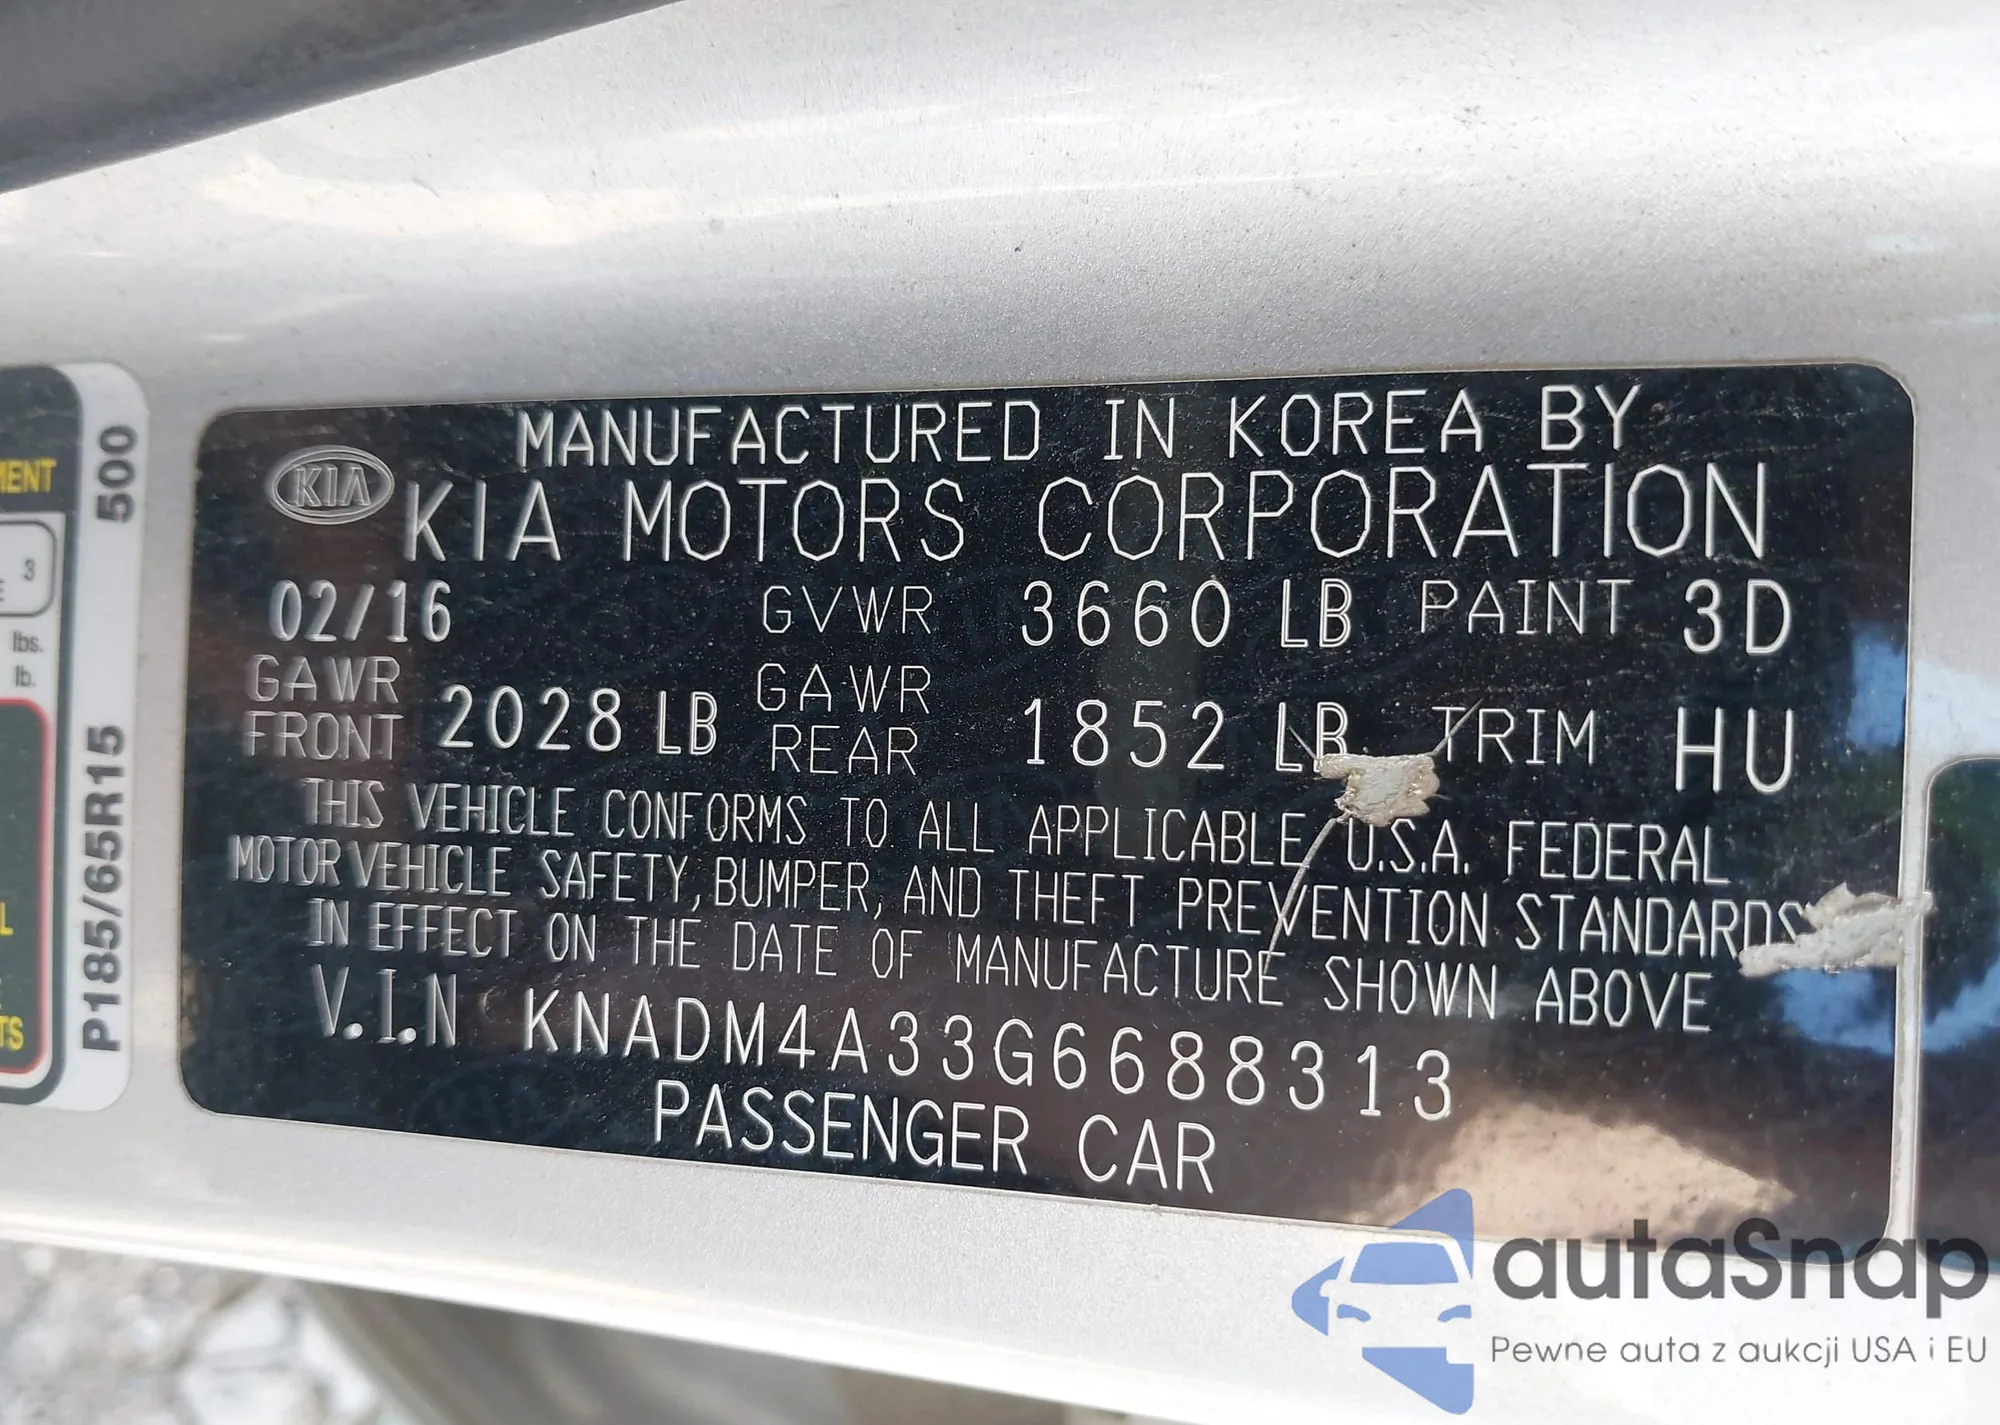 MANUFACTURED IN KOREA BY
KIA
KIA MOTORS CORPORATION
02/16 GVWR 3660 LB PAINT 3D
GAWR FRONT 2028 LB GAWR REAR 1852 LB TRIM HU
THIS VEHICLE CONFORMS TO ALL APPLICABLE U.S.A. FEDERAL
MOTOR VEHICLE SAFETY, BUMPER, AND THEFT PREVENTION STANDARDS
IN EFFECT ON THE DATE OF MANUFACTURE SHOWN ABOVE
V.I.N KNADM4A33G6688313
PASSENGER CAR
P185/65R15 500
3
lbs.
lb.
autaSnap
Pewne auta z aukcji USA i EU